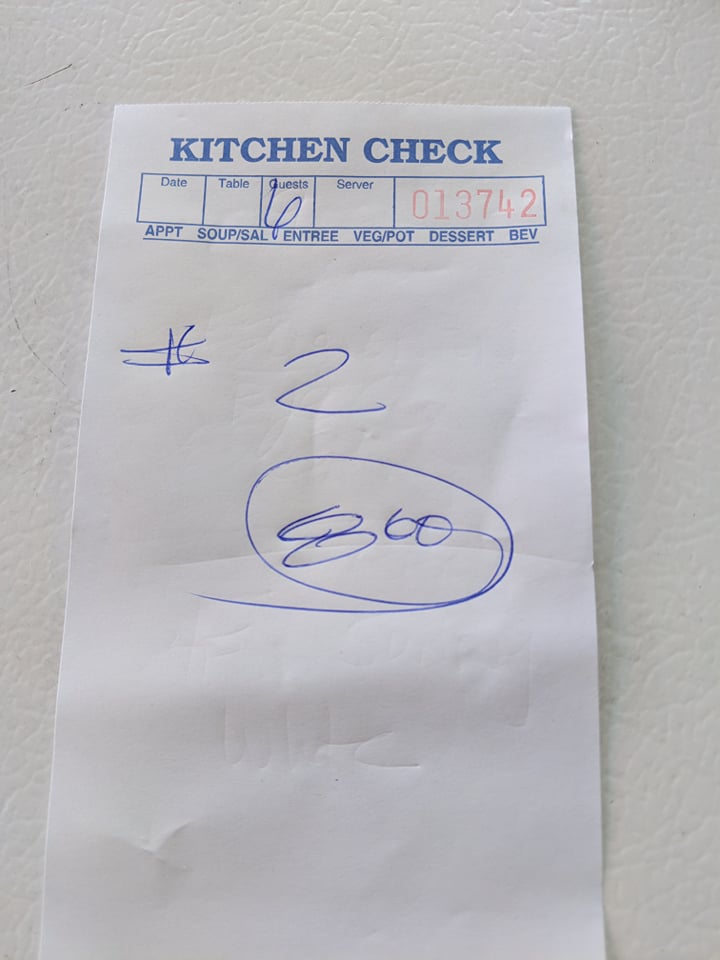 KITCHEN CHECK
Date Table Guests Server 013742
6
APPT SOUP/SAL ENTREE VEG/POT DESSERT BEV
# 2
800